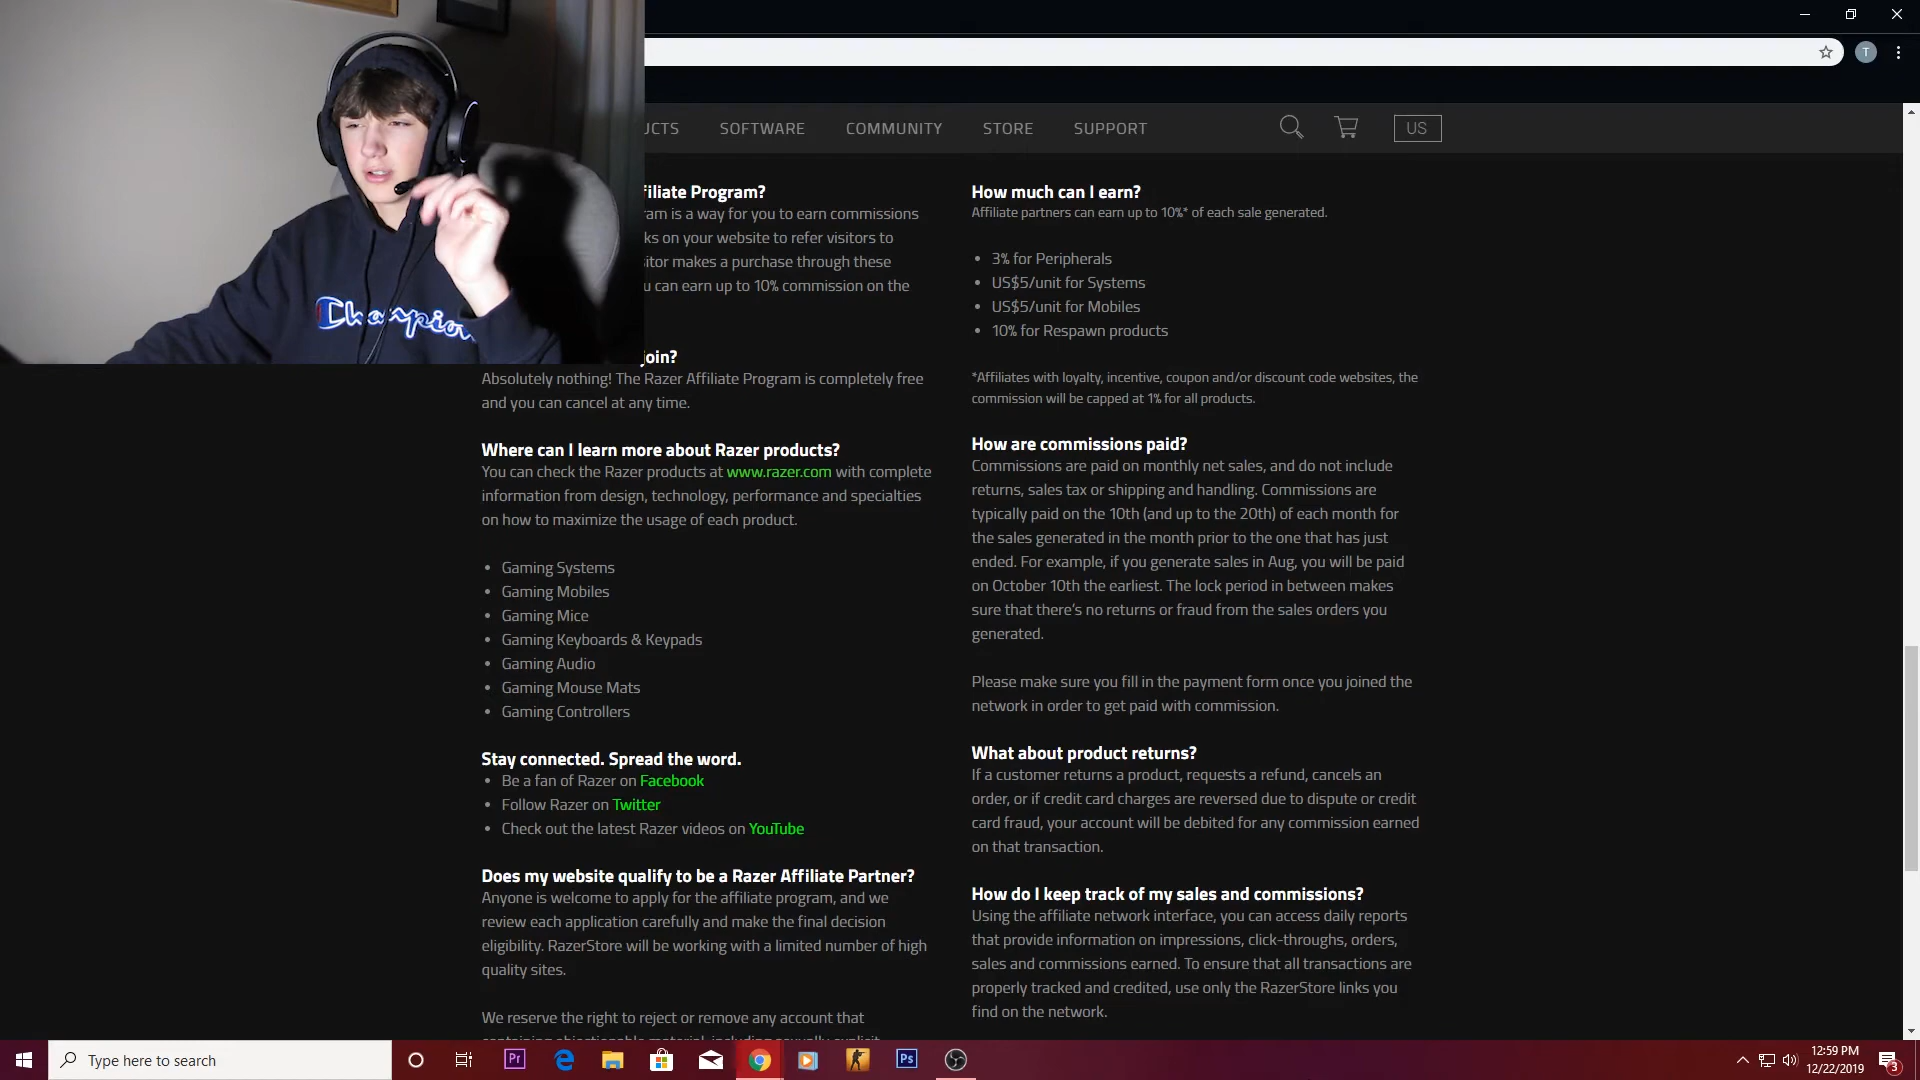 T
UCTS
SOFTWARE
COMMUNITY
STORE
SUPPORT
US
filiate Program?
ram is a way for you to earn commissions
ks on your website to refer visitors to
itor makes a purchase through these
u can earn up to 10% commission on the
join?
Absolutely nothing! The Razer Affiliate Program is completely free
and you can cancel at any time.
Where can I learn more about Razer products?
You can check the Razer products at www.razer.com with complete
information from design, technology, performance and specialties
on how to maximize the usage of each product.
• Gaming Systems
• Gaming Mobiles
• Gaming Mice
• Gaming Keyboards & Keypads
• Gaming Audio
• Gaming Mouse Mats
• Gaming Controllers
Stay connected. Spread the word.
• Be a fan of Razer on Facebook
• Follow Razer on Twitter
• Check out the latest Razer videos on YouTube
Does my website qualify to be a Razer Affiliate Partner?
Anyone is welcome to apply for the affiliate program, and we
review each application carefully and make the final decision
eligibility. RazerStore will be working with a limited number of high
quality sites.
We reserve the right to reject or remove any account that
containing objectionable material, including sexually explicit
How much can I earn?
Affiliate partners can earn up to 10%* of each sale generated.
• 3% for Peripherals
• US$5/unit for Systems
• US$5/unit for Mobiles
• 10% for Respawn products
*Affiliates with loyalty, incentive, coupon and/or discount code websites, the
commission will be capped at 1% for all products.
How are commissions paid?
Commissions are paid on monthly net sales, and do not include
returns, sales tax or shipping and handling. Commissions are
typically paid on the 10th (and up to the 20th) of each month for
the sales generated in the month prior to the one that has just
ended. For example, if you generate sales in Aug, you will be paid
on October 10th the earliest. The lock period in between makes
sure that there's no returns or fraud from the sales orders you
generated.
Please make sure you fill in the payment form once you joined the
network in order to get paid with commission.
What about product returns?
If a customer returns a product, requests a refund, cancels an
order, or if credit card charges are reversed due to dispute or credit
card fraud, your account will be debited for any commission earned
on that transaction.
How do I keep track of my sales and commissions?
Using the affiliate network interface, you can access daily reports
that provide information on impressions, click-throughs, orders,
sales and commissions earned. To ensure that all transactions are
properly tracked and credited, use only the RazerStore links you
find on the network.
Champion
Type here to search
Pr
Ps
12:59 PM
12/22/2019
3